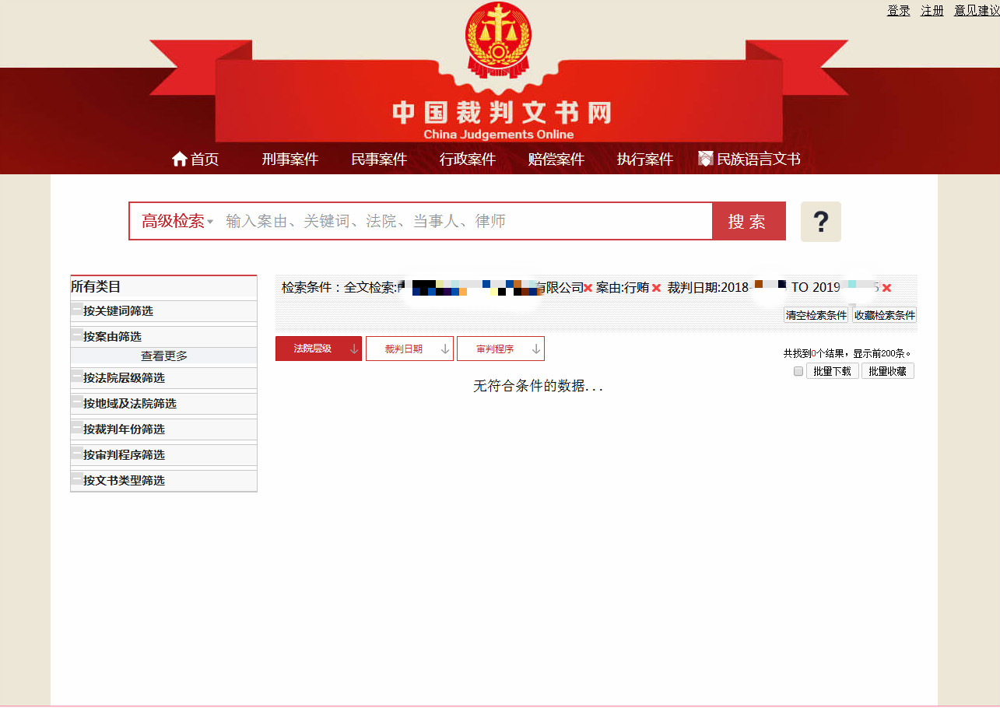 登录 注册 意见建议
中国裁判文书网
China Judgements Online
首页 刑事案件 民事案件 行政案件 赔偿案件 执行案件 民族语言文书
高级检索 输入案由、关键词、法院、当事人、律师 搜索 ?
所有类目
按关键词筛选
按案由筛选
查看更多
按法院层级筛选
按地域及法院筛选
按裁判年份筛选
按审判程序筛选
按文书类型筛选
检索条件：全文检索: 有限公司 案由:行贿 裁判日期:2018- TO 2019
清空检索条件 收藏检索条件
法院层级 裁判日期 审判程序
共找到0个结果，显示前200条。
批量下载 批量收藏
无符合条件的数据...